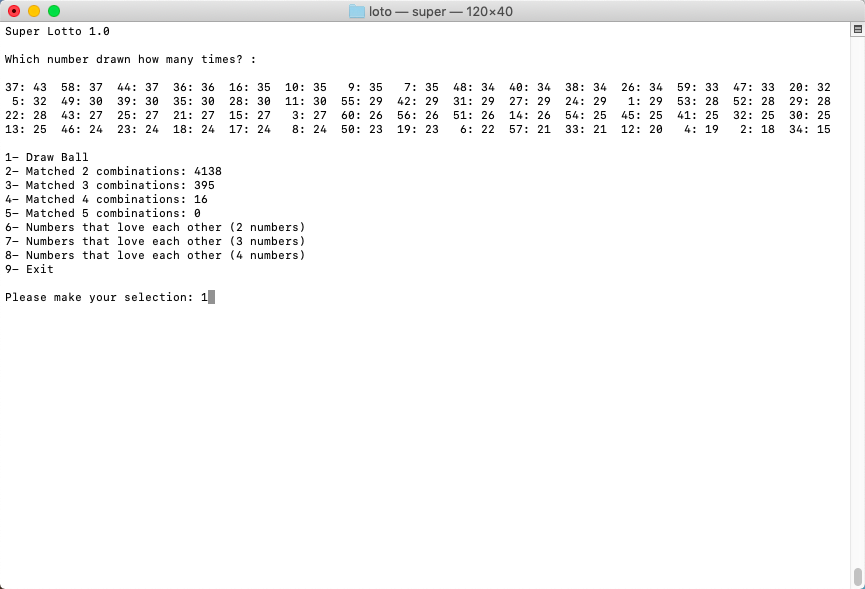 loto — super — 120×40
Super Lotto 1.0
Which number drawn how many times? :
37: 43  58: 37  44: 37  36: 36  16: 35  10: 35   9: 35   7: 35  48: 34  40: 34  38: 34  26: 34  59: 33  47: 33  20: 32
 5: 32  49: 30  39: 30  35: 30  28: 30  11: 30  55: 29  42: 29  31: 29  27: 29  24: 29   1: 29  53: 28  52: 28  29: 28
22: 28  43: 27  25: 27  21: 27  15: 27   3: 27  60: 26  56: 26  51: 26  14: 26  54: 25  45: 25  41: 25  32: 25  30: 25
13: 25  46: 24  23: 24  18: 24  17: 24   8: 24  50: 23  19: 23   6: 22  57: 21  33: 21  12: 20   4: 19   2: 18  34: 15
1– Draw Ball
2– Matched 2 combinations: 4138
3– Matched 3 combinations: 395
4– Matched 4 combinations: 16
5– Matched 5 combinations: 0
6– Numbers that love each other (2 numbers)
7– Numbers that love each other (3 numbers)
8– Numbers that love each other (4 numbers)
9– Exit
Please make your selection: 1